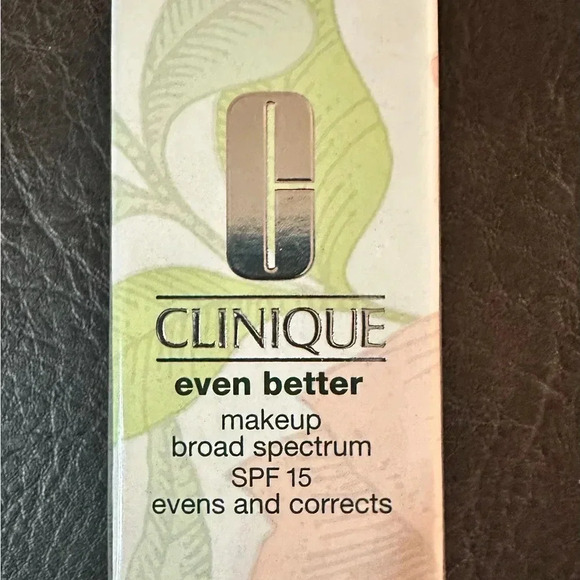 CLINIQUE
even better
makeup
broad spectrum
SPF 15
evens and corrects